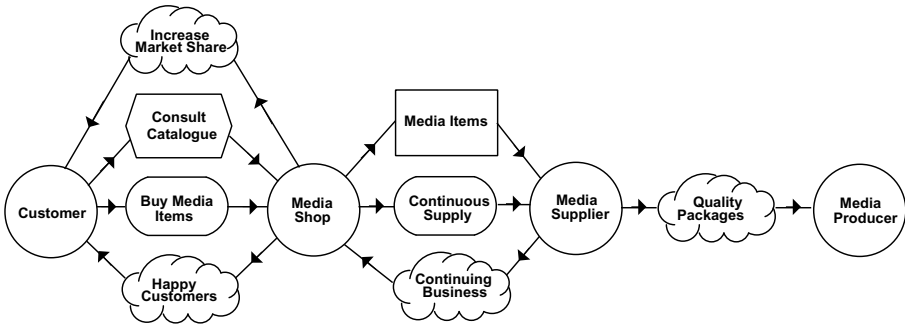 Increase
Market Share
Consult
Catalogue
Customer
Buy Media
Items
Happy
Customers
Media
Shop
Media Items
Continuous
Supply
Continuing
Business
Media
Supplier
Quality
Packages
Media
Producer